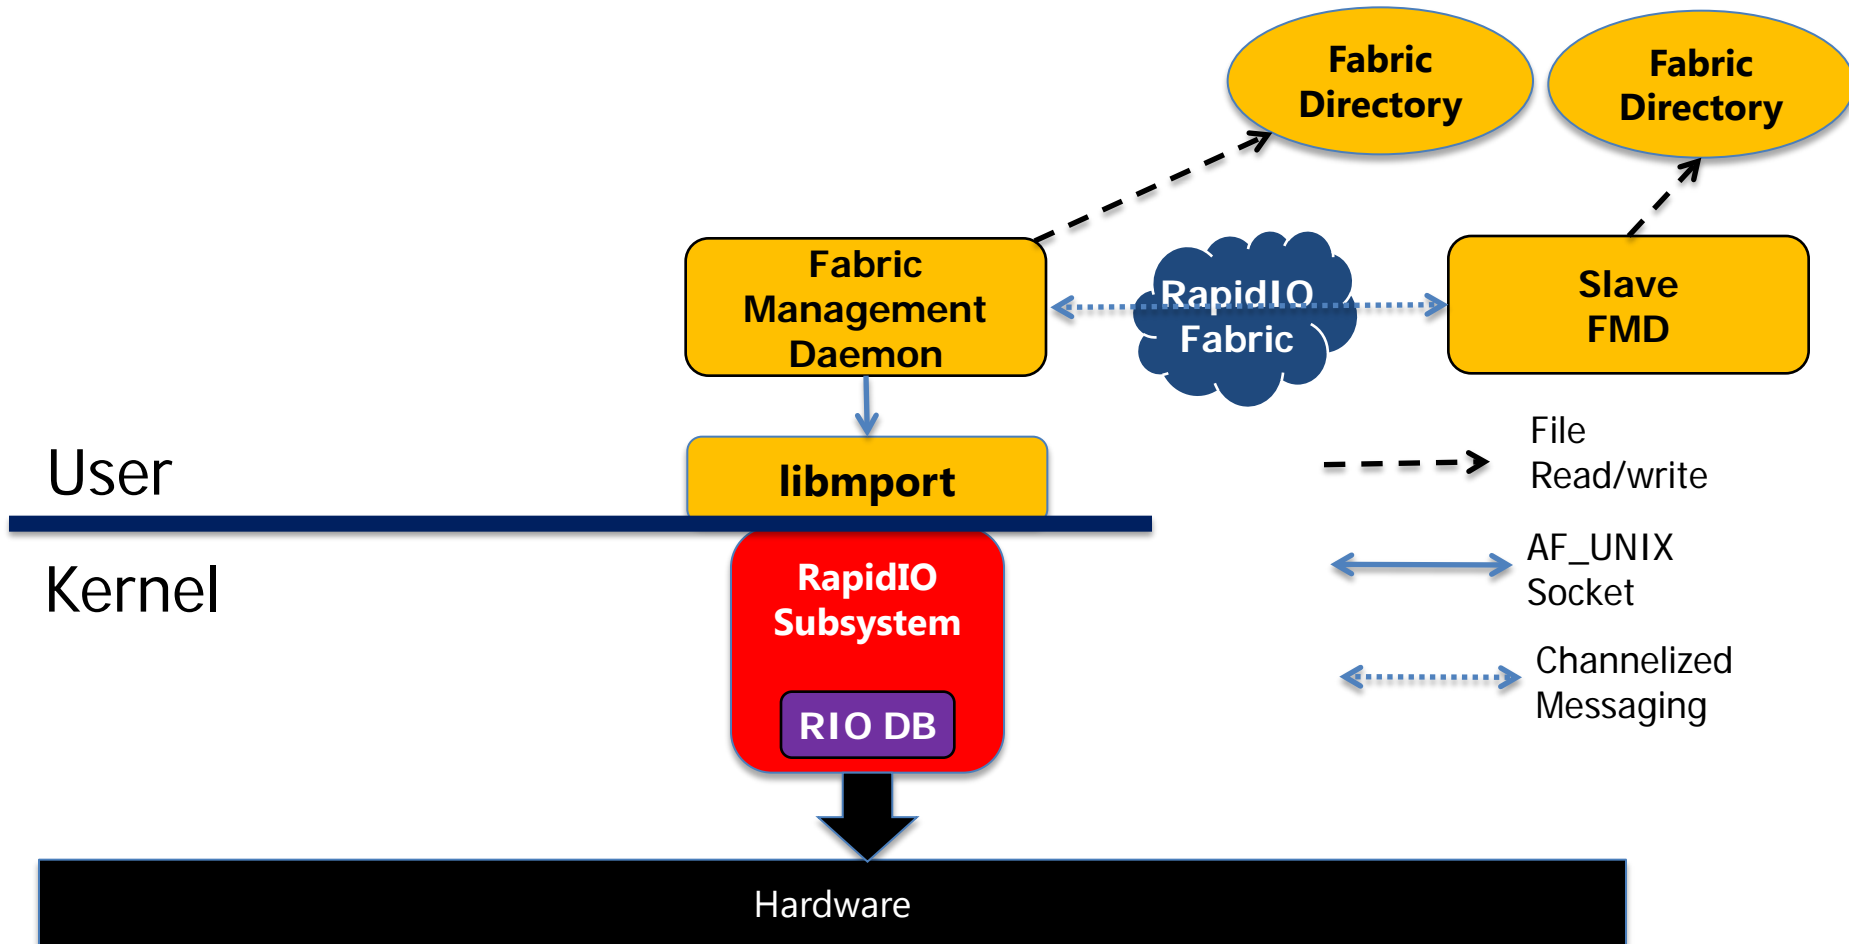 Fabric
Directory
Fabric
Directory
Fabric
Management
Daemon
RapidIO
Fabric
Slave
FMD
User
libmport
Kernel
RapidIO
Subsystem
RIO DB
File
Read/write
AF_UNIX
Socket
Channelized
Messaging
Hardware